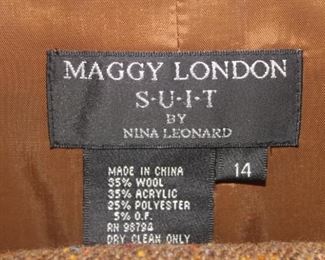 MAGGY LONDON
S·U·I·T
BY
NINA LEONARD
14
MADE IN CHINA
35% WOOL
35% ACRYLIC
25% POLYESTER
5% O.F.
RN 98794
DRY CLEAN ONLY